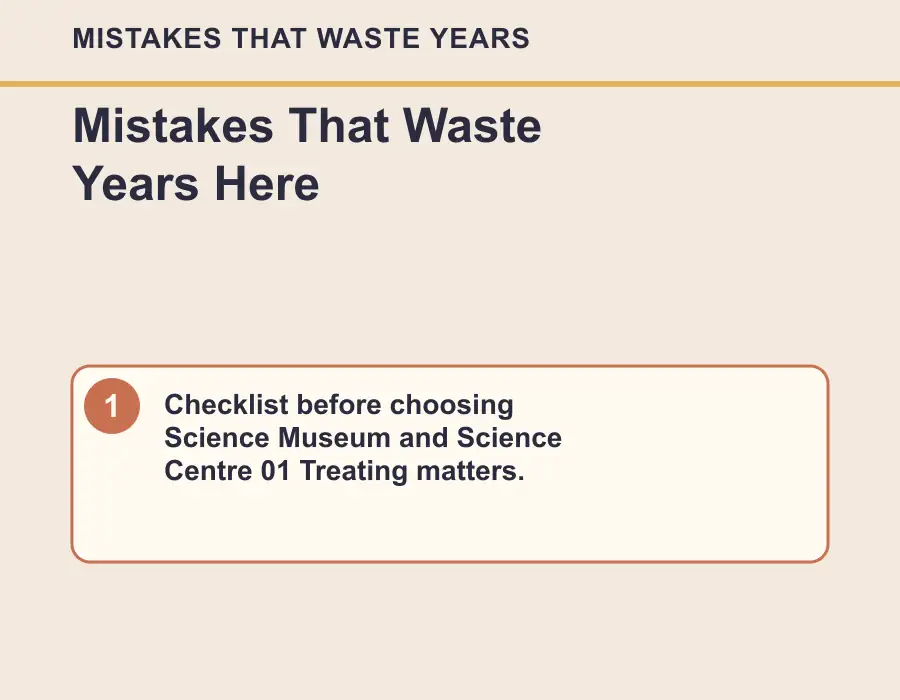 MISTAKES THAT WASTE YEARS
Mistakes That Waste
Years Here
1
Checklist before choosing
Science Museum and Science
Centre 01 Treating matters.